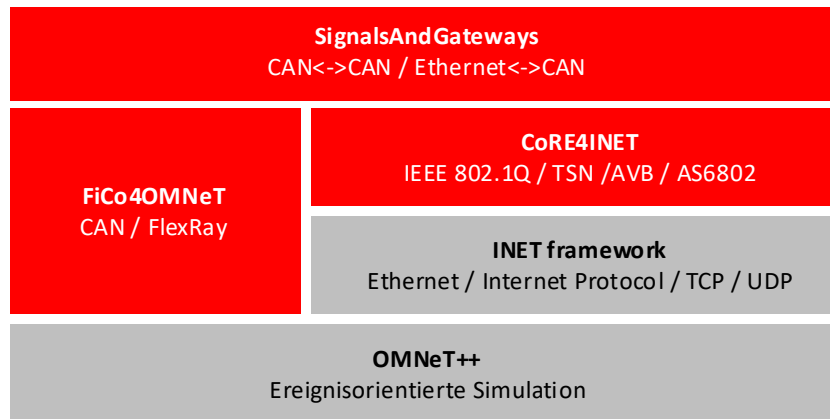 SignalsAndGateways
CAN<->CAN / Ethernet<->CAN
FiCo4OMNeT
CAN / FlexRay
CoRE4INET
IEEE 802.1Q / TSN /AVB / AS6802
INET framework
Ethernet / Internet Protocol / TCP / UDP
OMNeT++
Ereignisorientierte Simulation